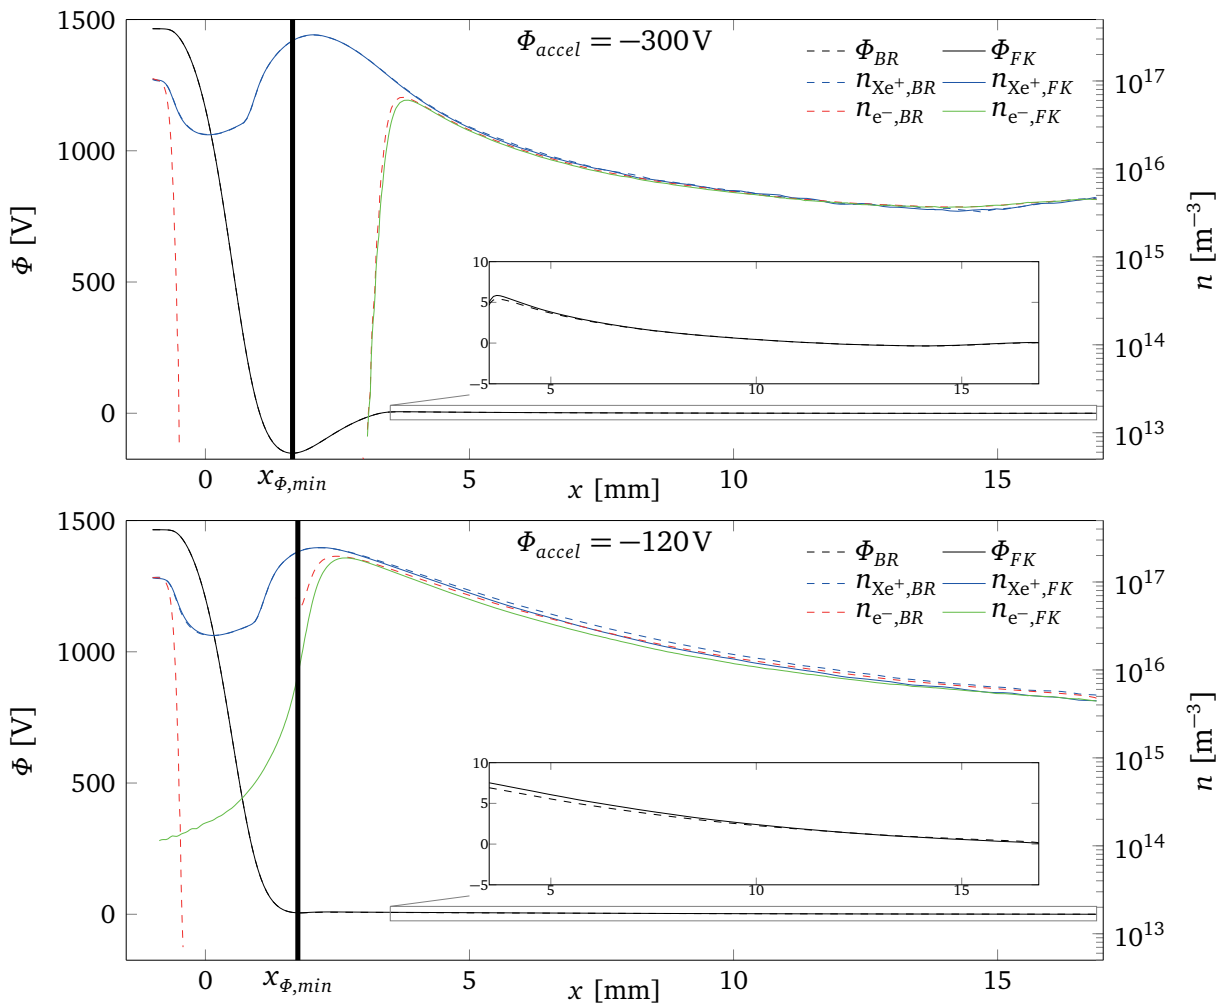 Φ_accel = −300 V
Φ_BR Φ_FK
n_Xe⁺,BR n_Xe⁺,FK
n_e⁻,BR n_e⁻,FK
1500
1000
500
0
Φ [V]
10^17
10^16
10^15
10^14
10^13
n [m⁻³]
10
5
0
−5
5 10 15
0 x_Φ,min 5 10 15
x [mm]
Φ_accel = −120 V
Φ_BR Φ_FK
n_Xe⁺,BR n_Xe⁺,FK
n_e⁻,BR n_e⁻,FK
1500
1000
500
0
Φ [V]
10^17
10^16
10^15
10^14
10^13
n [m⁻³]
10
5
0
−5
5 10 15
0 x_Φ,min 5 10 15
x [mm]